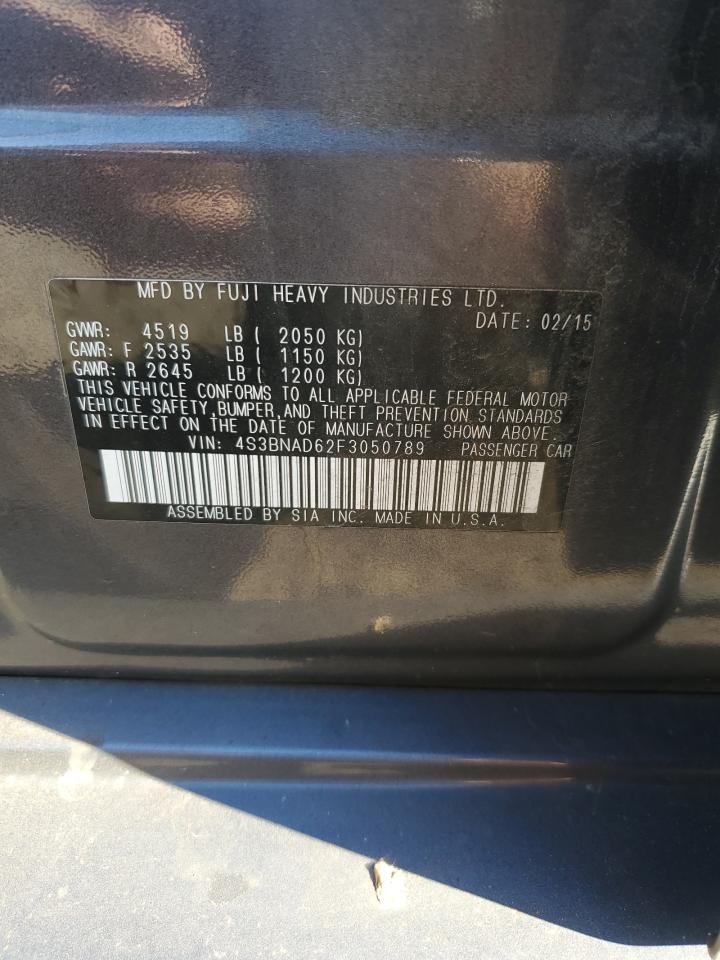 MFD BY FUJI HEAVY INDUSTRIES LTD.
DATE: 02/15
GVWR: 4519 LB ( 2050 KG)
GAWR: F 2535 LB ( 1150 KG)
GAWR: R 2645 LB ( 1200 KG)
THIS VEHICLE CONFORMS TO ALL APPLICABLE FEDERAL MOTOR
VEHICLE SAFETY, BUMPER, AND THEFT PREVENTION STANDARDS
IN EFFECT ON THE DATE OF MANUFACTURE SHOWN ABOVE.
VIN: 4S3BNAD62F3050789 PASSENGER CAR
ASSEMBLED BY SIA INC. MADE IN U.S.A.